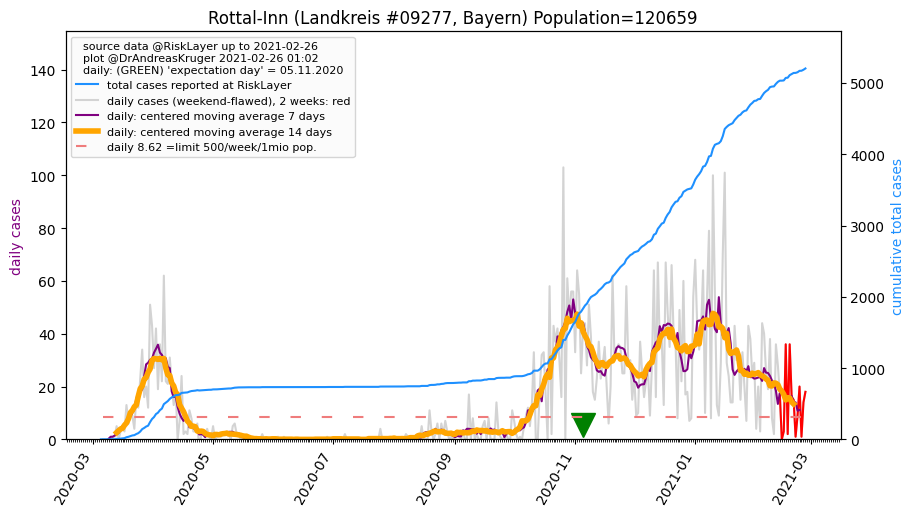 Rottal-Inn (Landkreis #09277, Bayern) Population=120659
source data @RiskLayer up to 2021-02-26
plot @DrAndreasKruger 2021-02-26 01:02
daily: (GREEN) 'expectation day' = 05.11.2020
total cases reported at RiskLayer
daily cases (weekend-flawed), 2 weeks: red
daily: centered moving average 7 days
daily: centered moving average 14 days
daily 8.62 =limit 500/week/1mio pop.
daily cases
140
120
100
80
60
40
20
0
cumulative total cases
5000
4000
3000
2000
1000
0
2020-03
2020-05
2020-07
2020-09
2020-11
2021-01
2021-03